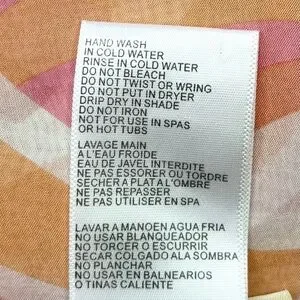 HAND WASH
IN COLD WATER
RINSE IN COLD WATER
DO NOT BLEACH
DO NOT TWIST OR WRING
DO NOT PUT IN DRYER
DRIP DRY IN SHADE
DO NOT IRON
NOT FOR USE IN SPAS
OR HOT TUBS
LAVAGE MAIN
A L'EAU FROIDE
EAU DE JAVEL INTERDITE
NE PAS ESSORER OU TORDRE
SECHER A PLAT A L'OMBRE
NE PAS REPASSER
NE PAS UTILISER EN SPA
LAVAR A MANOEN AGUA FRIA
NO USAR BLANQUEADOR
NO TORCER O ESCURRIR
SECAR COLGADO ALA SOMBRA
NO PLANCHAR
NO USAR EN BALNEARIOS
O TINAS CALIENTE